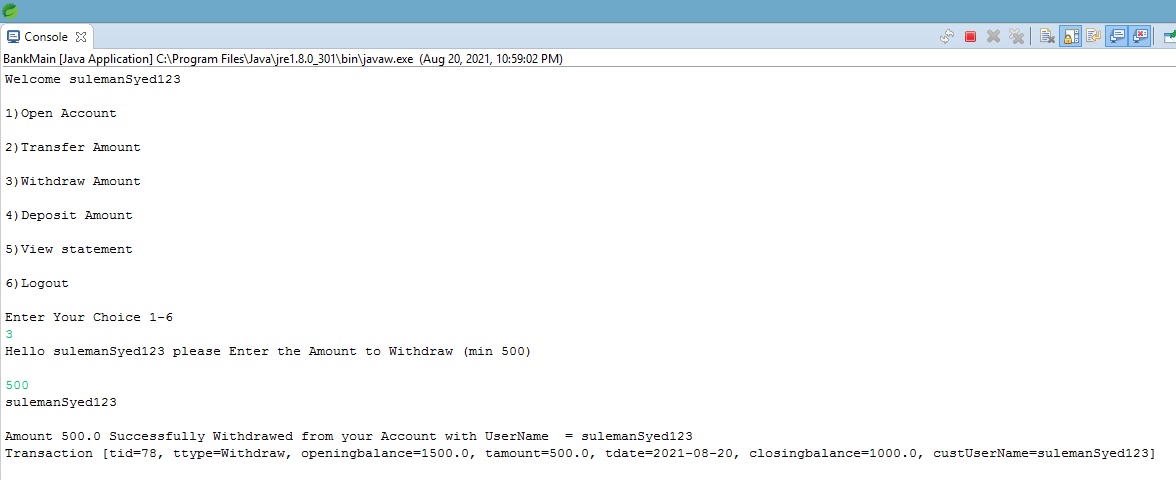 Console
BankMain [Java Application] C:\Program Files\Java\jre1.8.0_301\bin\javaw.exe (Aug 20, 2021, 10:59:02 PM)
Welcome sulemanSyed123
1)Open Account
2)Transfer Amount
3)Withdraw Amount
4)Deposit Amount
5)View statement
6)Logout
Enter Your Choice 1-6
3
Hello sulemanSyed123 please Enter the Amount to Withdraw (min 500)
500
sulemanSyed123
Amount 500.0 Successfully Withdrawed from your Account with UserName  = sulemanSyed123
Transaction [tid=78, ttype=Withdraw, openingbalance=1500.0, tamount=500.0, tdate=2021-08-20, closingbalance=1000.0, custUserName=sulemanSyed123]